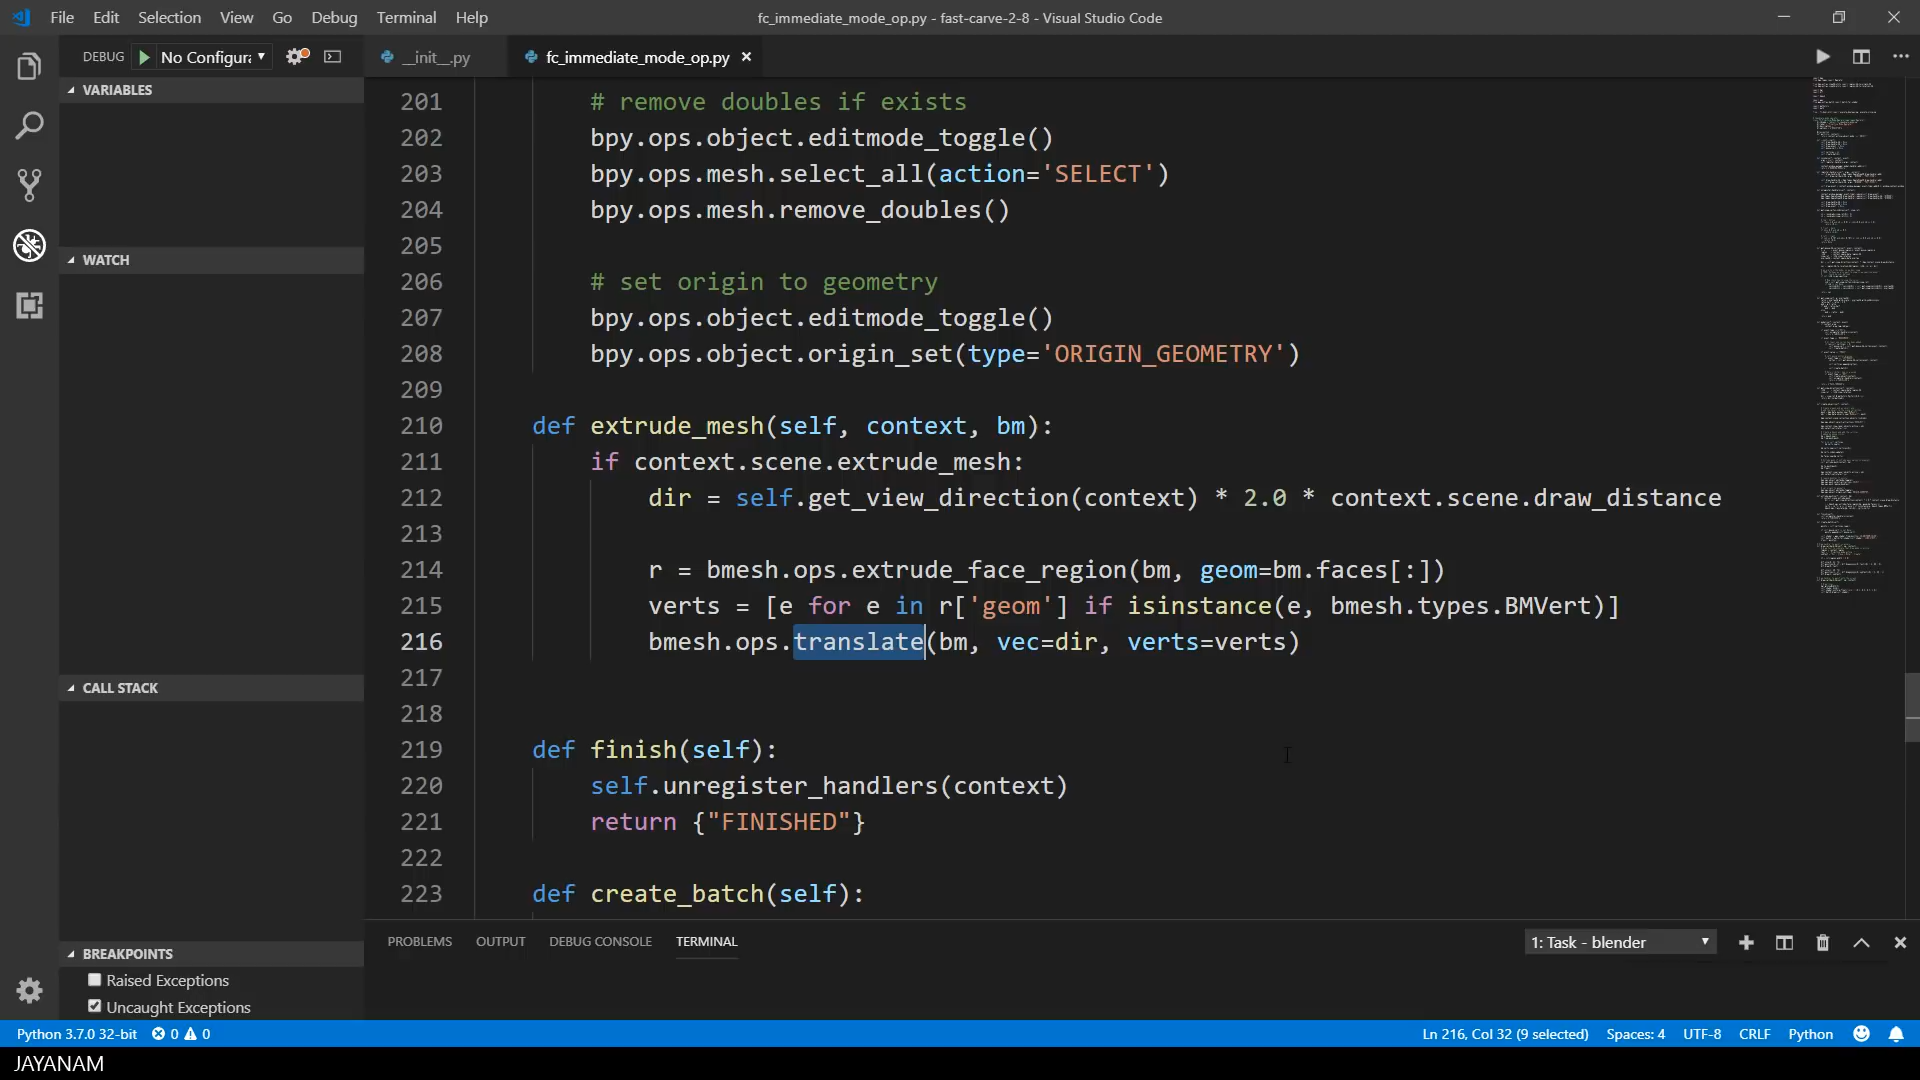 File Edit Selection View Go Debug Terminal Help
fc_immediate_mode_op.py - fast-carve-2-8 - Visual Studio Code
DEBUG No Configura
__init__.py
fc_immediate_mode_op.py
VARIABLES
WATCH
CALL STACK
BREAKPOINTS
Raised Exceptions
Uncaught Exceptions
201 # remove doubles if exists
202 bpy.ops.object.editmode_toggle()
203 bpy.ops.mesh.select_all(action='SELECT')
204 bpy.ops.mesh.remove_doubles()
205
206 # set origin to geometry
207 bpy.ops.object.editmode_toggle()
208 bpy.ops.object.origin_set(type='ORIGIN_GEOMETRY')
209
210 def extrude_mesh(self, context, bm):
211 if context.scene.extrude_mesh:
212 dir = self.get_view_direction(context) * 2.0 * context.scene.draw_distance
213
214 r = bmesh.ops.extrude_face_region(bm, geom=bm.faces[:])
215 verts = [e for e in r['geom'] if isinstance(e, bmesh.types.BMVert)]
216 bmesh.ops.translate(bm, vec=dir, verts=verts)
217
218
219 def finish(self):
220 self.unregister_handlers(context)
221 return {"FINISHED"}
222
223 def create_batch(self):
PROBLEMS OUTPUT DEBUG CONSOLE TERMINAL
1: Task - blender
Python 3.7.0 32-bit 0 0
Ln 216, Col 32 (9 selected) Spaces: 4 UTF-8 CRLF Python
JAYANAM